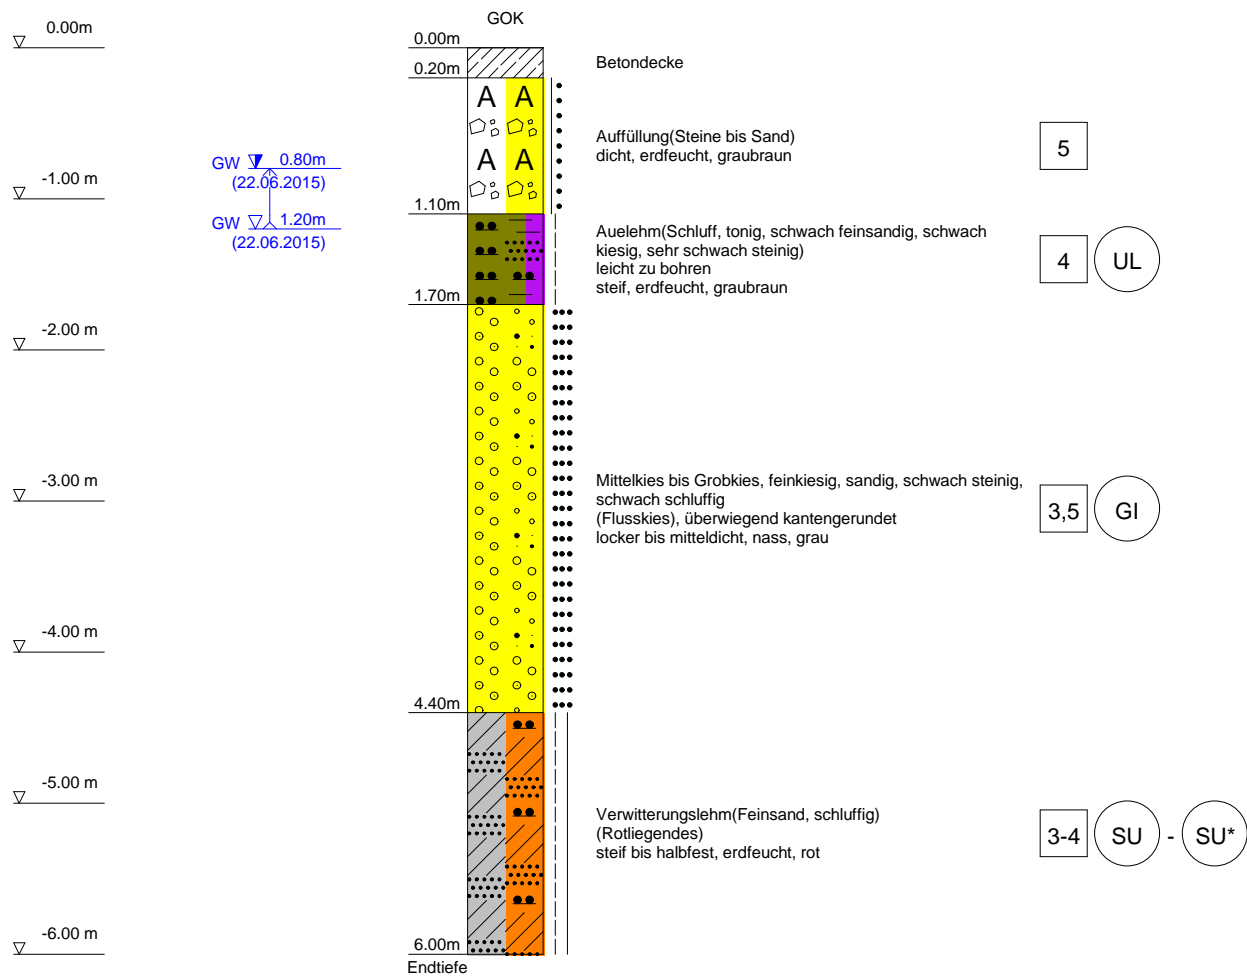 GOK
0.00m
0.00m
Betondecke
0.20m
A A
Auffüllung(Steine bis Sand)
dicht, erdfeucht, graubraun
5
A A
GW 0.80m
(22.06.2015)
-1.00 m
1.10m
GW 1.20m
(22.06.2015)
Auelehm(Schluff, tonig, schwach feinsandig, schwach
kiesig, sehr schwach steinig)
leicht zu bohren
steif, erdfeucht, graubraun
4 UL
1.70m
-2.00 m
-3.00 m
Mittelkies bis Grobkies, feinkiesig, sandig, schwach steinig,
schwach schluffig
(Flusskies), überwiegend kantengerundet
locker bis mitteldicht, nass, grau
3,5 GI
-4.00 m
4.40m
-5.00 m
Verwitterungslehm(Feinsand, schluffig)
(Rotliegendes)
steif bis halbfest, erdfeucht, rot
3-4 SU - SU*
-6.00 m
6.00m
Endtiefe